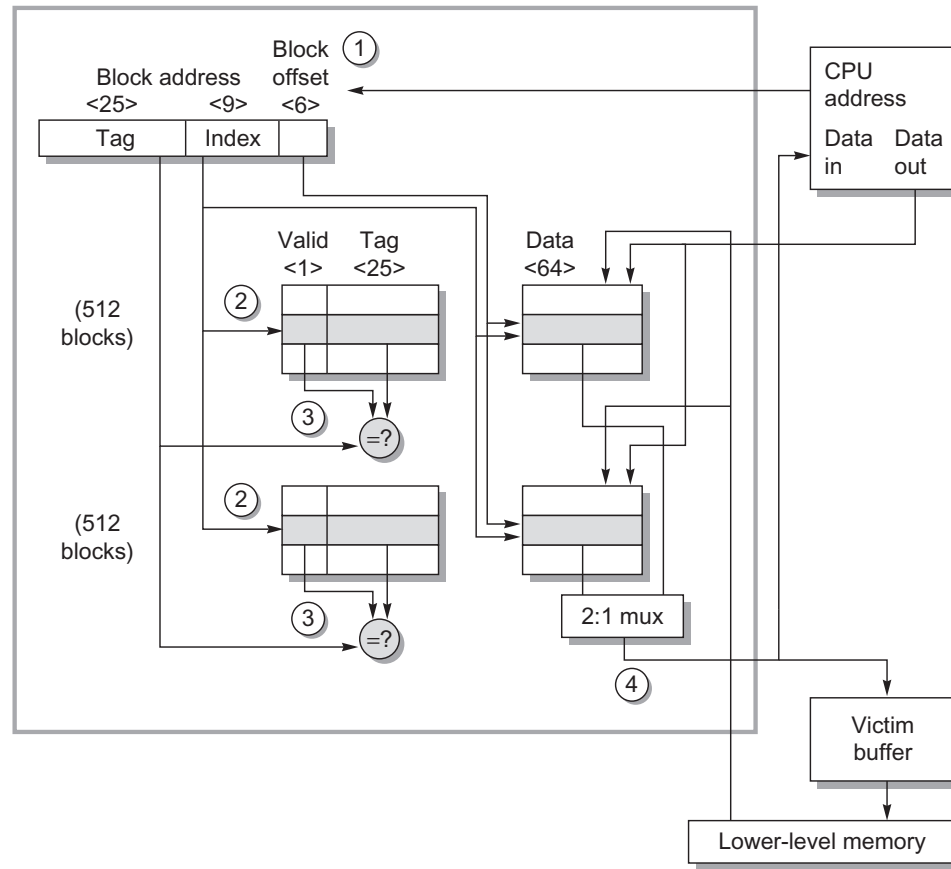 Block
offset
<6>
1
Block address
<25>
<9>
Tag
Index
CPU
address
Data
in
Data
out
Valid
<1>
Tag
<25>
Data
<64>
(512
blocks)
2
3
=?
(512
blocks)
2
3
=?
2:1 mux
4
Victim
buffer
Lower-level memory